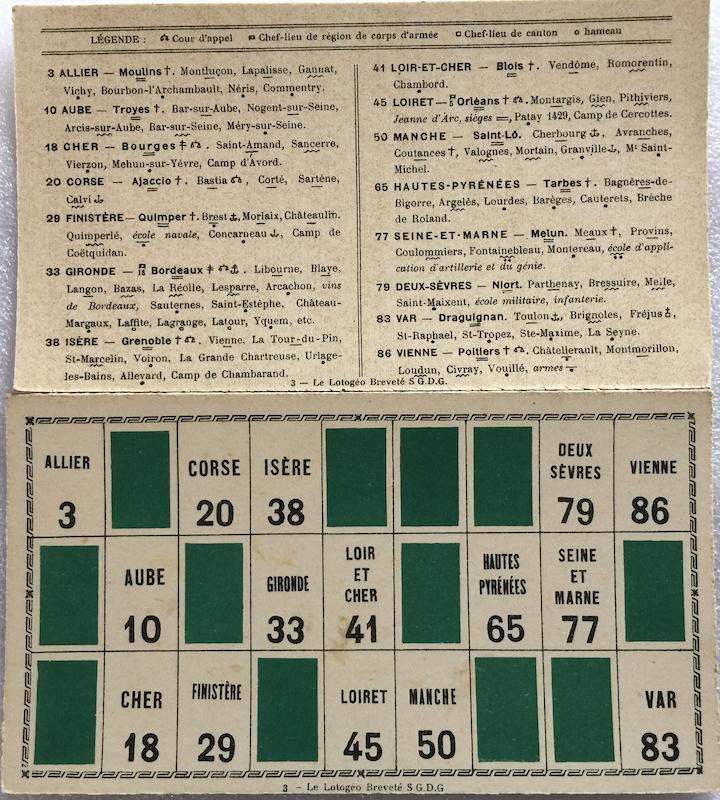 LÉGENDE : Cour d'appel Chef-lieu de région de corps d'armée Chef-lieu de canton hameau
3 ALLIER — Moulins †. Montluçon, Lapalisse, Gannat,
Vichy, Bourbon-l'Archambault, Néris, Commentry.
10 AUBE — Troyes †. Bar-sur-Aube, Nogent-sur-Seine,
Arcis-sur-Aube, Bar-sur-Seine, Méry-sur-Seine.
18 CHER — Bourges ‡. Saint-Amand, Sancerre,
Vierzon, Mehun-sur-Yèvre, Camp d'Avord.
20 CORSE — Ajaccio †. Bastia, Corté, Sartène,
Calvi ⚓
29 FINISTÈRE — Quimper †. Brest ⚓, Morlaix, Châteaulin.
Quimperlé, école navale, Concarneau ⚓, Camp de
Coëtquidan.
33 GIRONDE — Bordeaux ‡ ⚓. Libourne, Blaye,
Langon, Bazas, La Réolle, Lesparre, Arcachon, vins
de Bordeaux, Sauternes, Saint-Estèphe, Château-
Margaux, Laffite, Lagrange, Latour, Yquem, etc.
38 ISÈRE — Grenoble †. Vienne, La Tour-du-Pin,
St-Marcelin, Voiron, La Grande Chartreuse, Uriage-
les-Bains, Allevard, Camp de Chambarand.
41 LOIR-ET-CHER — Blois †. Vendôme, Romorentin,
Chambord.
45 LOIRET — Orléans †. Montargis, Gien, Pithiviers,
Jeanne d'Arc, sièges, Patay 1429, Camp de Cercottes.
50 MANCHE — Saint-Lô. Cherbourg ⚓, Avranches,
Coutances †, Valognes, Mortain, Granville ⚓, Mt Saint-
Michel.
65 HAUTES-PYRÉNÉES — Tarbes †. Bagnères-de-
Bigorre, Argelès, Lourdes, Barèges, Cauterets, Brèche
de Roland.
77 SEINE-ET-MARNE — Melun. Meaux †, Provins,
Coulommiers, Fontainebleau, Montereau, école d'appli-
cation d'artillerie et du génie.
79 DEUX-SÈVRES — Niort. Parthenay, Bressuire, Melle,
Saint-Maixent, école militaire, infanterie.
83 VAR — Draguignan. Toulon ⚓, Brignoles, Fréjus,
St-Raphael, St-Tropez, Ste-Maxime, La Seyne.
86 VIENNE — Poitiers †. Châtellerault, Montmorillon,
Loudun, Civray, Vouillé, armes
3 — Le Lotogéo Breveté S.G.D.G.
ALLIER 3
CORSE 20
ISÈRE 38
DEUX SÈVRES 79
VIENNE 86
AUBE 10
GIRONDE 33
LOIR ET CHER 41
HAUTES PYRÉNÉES 65
SEINE ET MARNE 77
CHER 18
FINISTÈRE 29
LOIRET 45
MANCHE 50
VAR 83
3 – Le Lotogéo Breveté S G.D.G